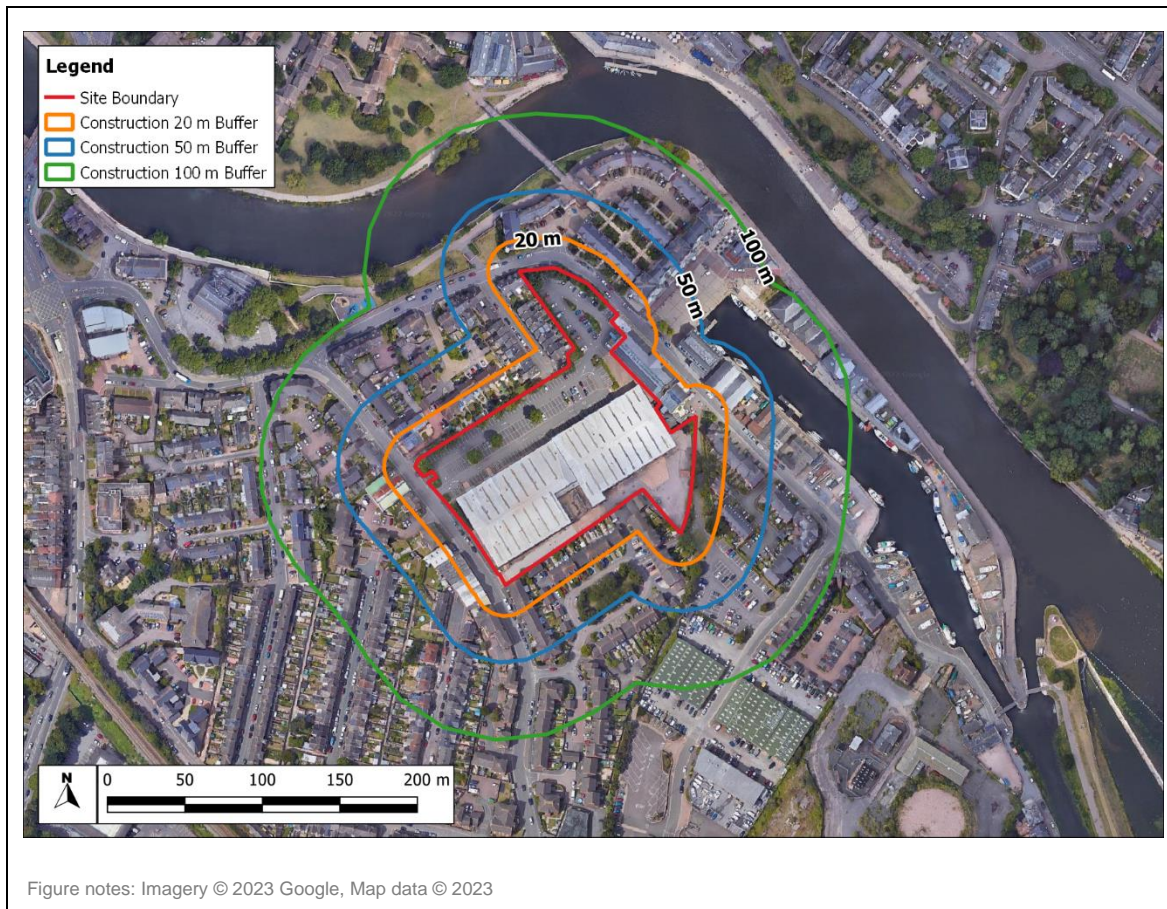 Legend
Site Boundary
Construction 20 m Buffer
Construction 50 m Buffer
Construction 100 m Buffer
20 m
50 m
100 m
N
0 50 100 150 200 m
Figure notes: Imagery © 2023 Google, Map data © 2023